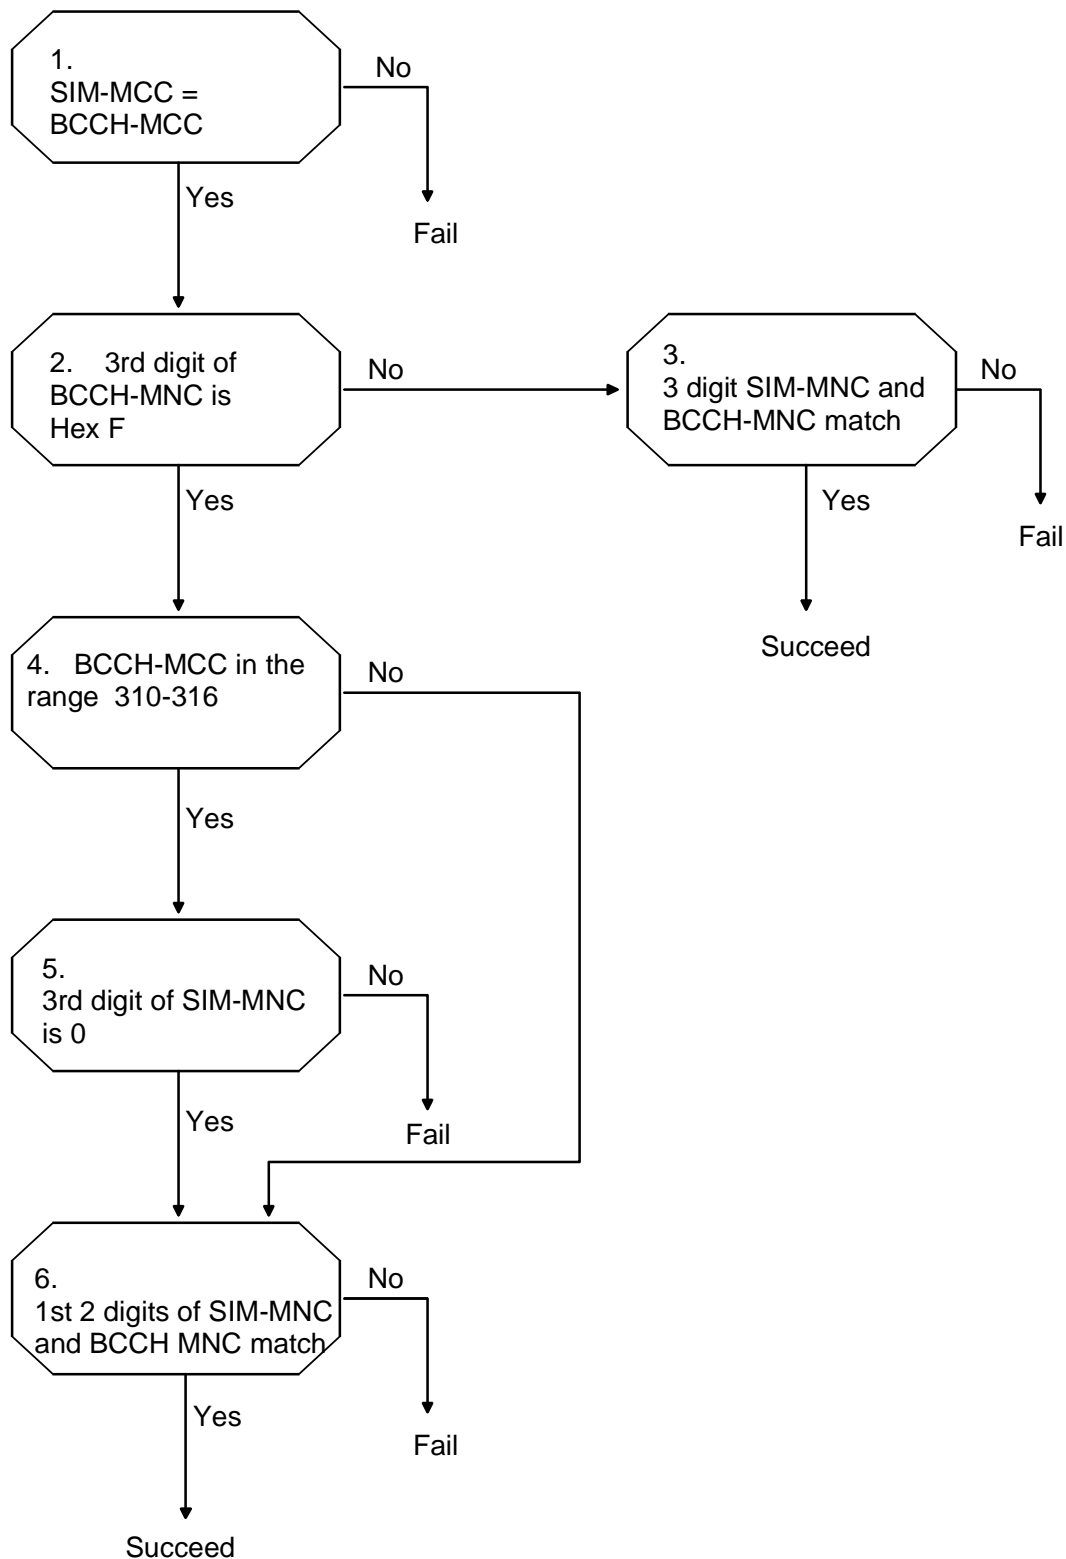 1.
SIM-MCC =
BCCH-MCC
No
Yes
Fail
2. 3rd digit of
BCCH-MNC is
Hex F
No
3.
3 digit SIM-MNC and
BCCH-MNC match
No
Yes
Yes
Fail
Succeed
4. BCCH-MCC in the
range 310-316
No
Yes
5.
3rd digit of SIM-MNC
is 0
No
Yes
Fail
6.
1st 2 digits of SIM-MNC
and BCCH MNC match
No
Yes
Fail
Succeed